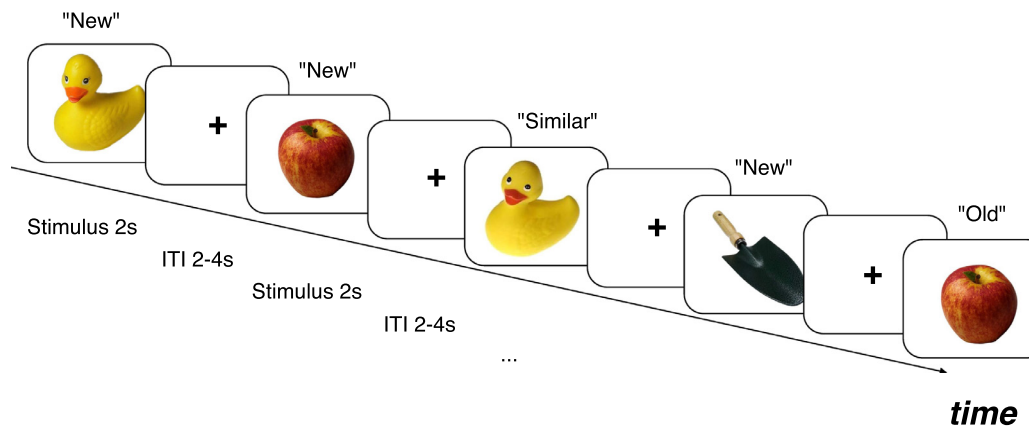 "New"
"New"
"Similar"
"New"
"Old"
Stimulus 2s
ITI 2-4s
Stimulus 2s
ITI 2-4s
...
time